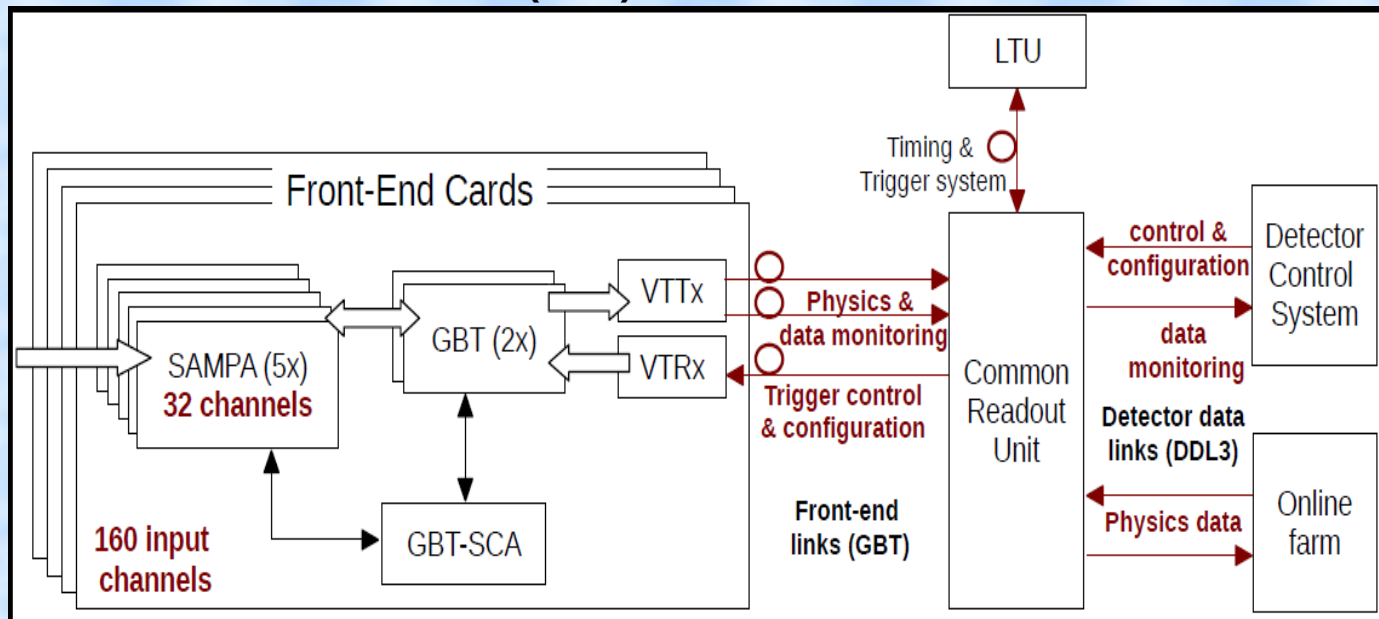 LTU
Timing &
Trigger system
Front-End Cards
SAMPA (5x)
32 channels
GBT (2x)
VTTx
VTRx
GBT-SCA
160 input
channels
Physics &
data monitoring
Trigger control
& configuration
Front-end
links (GBT)
Common
Readout
Unit
control &
configuration
data
monitoring
Detector
Control
System
Detector data
links (DDL3)
Physics data
Online
farm